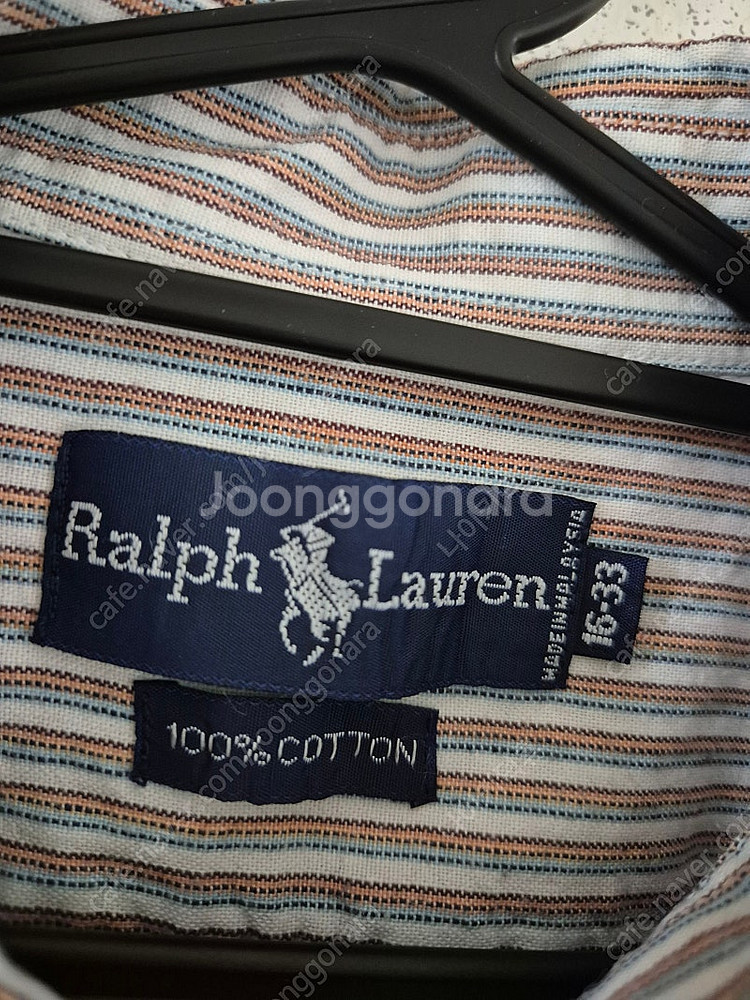 Joonggonara
Ralph Lauren
MADE IN MALAYSIA
16-33
100% COTTON